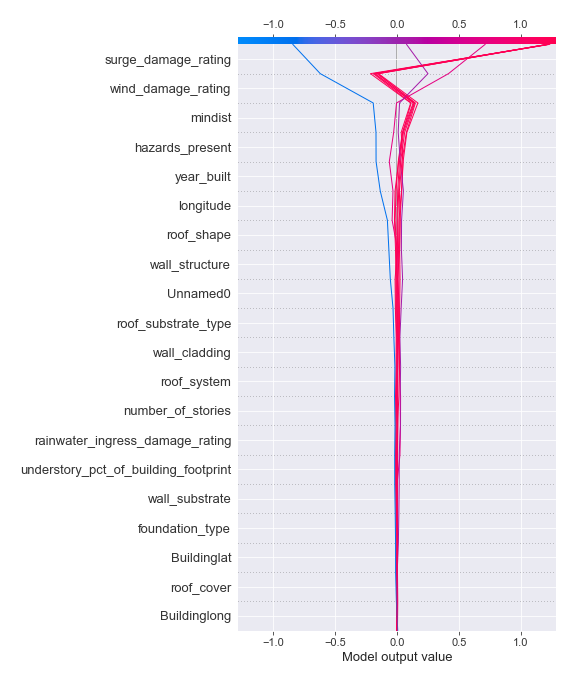 −1.0 −0.5 0.0 0.5 1.0
surge_damage_rating
wind_damage_rating
mindist
hazards_present
year_built
longitude
roof_shape
wall_structure
Unnamed0
roof_substrate_type
wall_cladding
roof_system
number_of_stories
rainwater_ingress_damage_rating
understory_pct_of_building_footprint
wall_substrate
foundation_type
Buildinglat
roof_cover
Buildinglong
−1.0 −0.5 0.0 0.5 1.0
Model output value